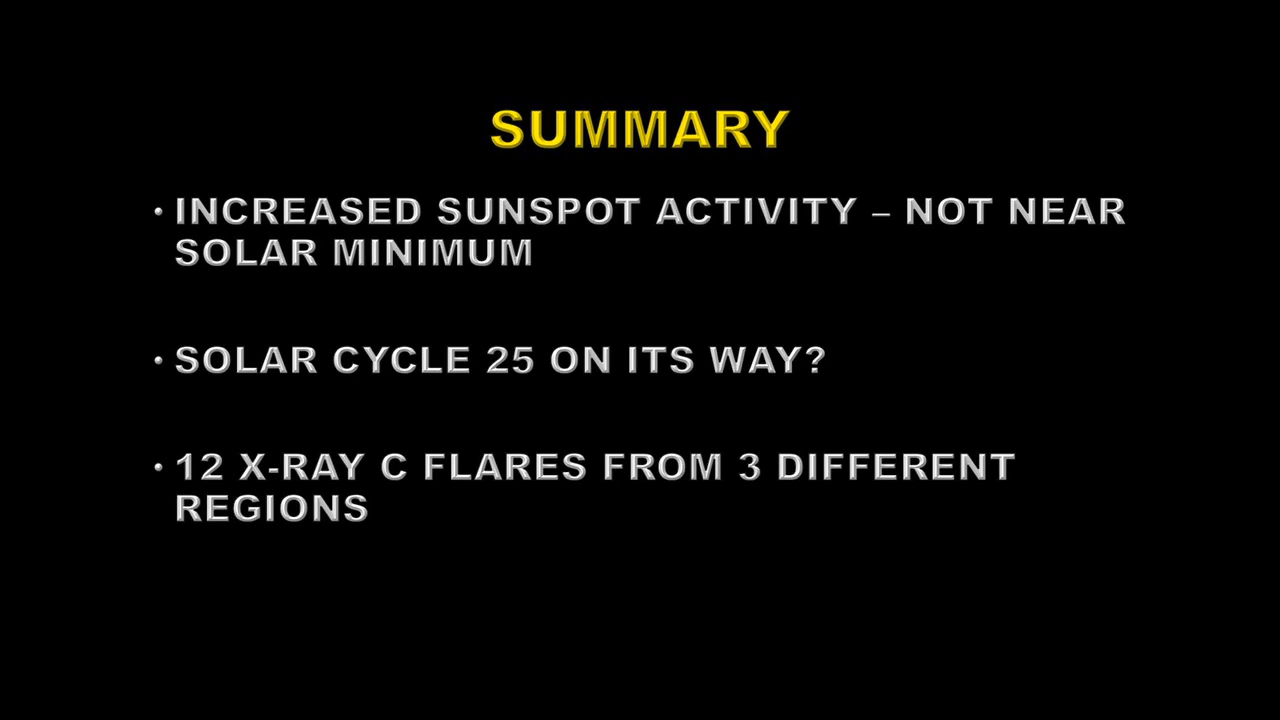 SUMMARY
• INCREASED SUNSPOT ACTIVITY – NOT NEAR
SOLAR MINIMUM
• SOLAR CYCLE 25 ON ITS WAY?
• 12 X-RAY C FLARES FROM 3 DIFFERENT
REGIONS